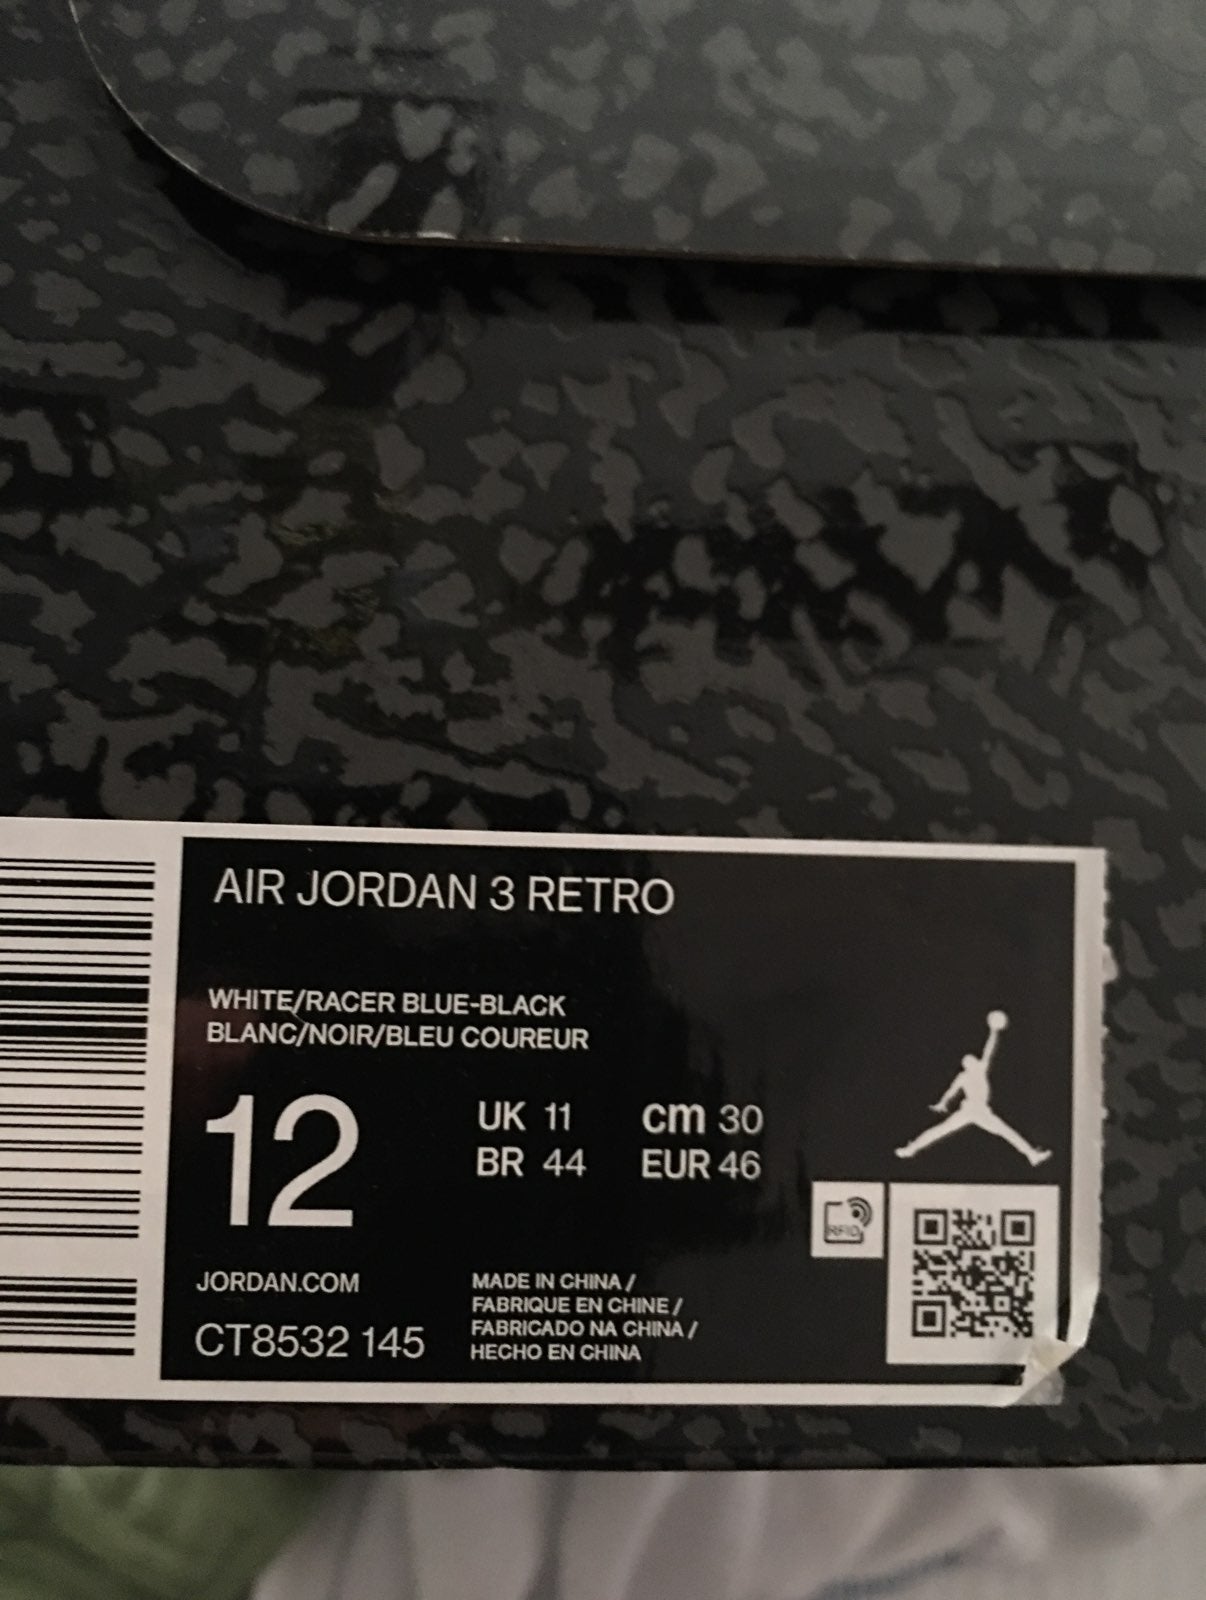 AIR JORDAN 3 RETRO
WHITE/RACER BLUE-BLACK
BLANC/NOIR/BLEU COUREUR
12
UK 11 cm 30
BR 44 EUR 46
RFID
JORDAN.COM
CT8532 145
MADE IN CHINA /
FABRIQUE EN CHINE /
FABRICADO NA CHINA /
HECHO EN CHINA